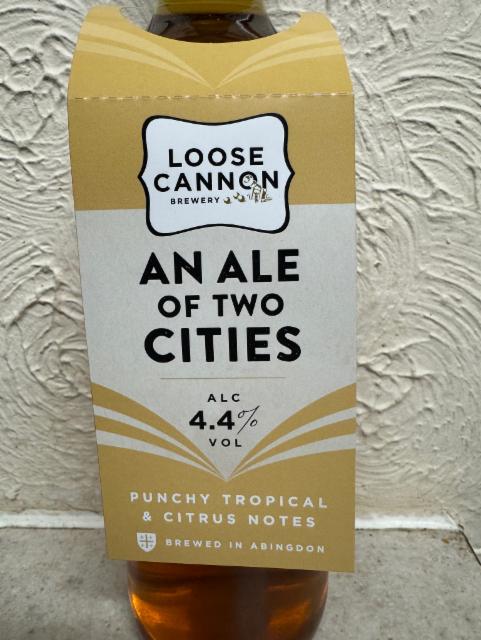 LOOSE
CANNON
BREWERY
AN ALE
OF TWO
CITIES
ALC
4.4%
VOL
PUNCHY TROPICAL
& CITRUS NOTES
BREWED IN ABINGDON